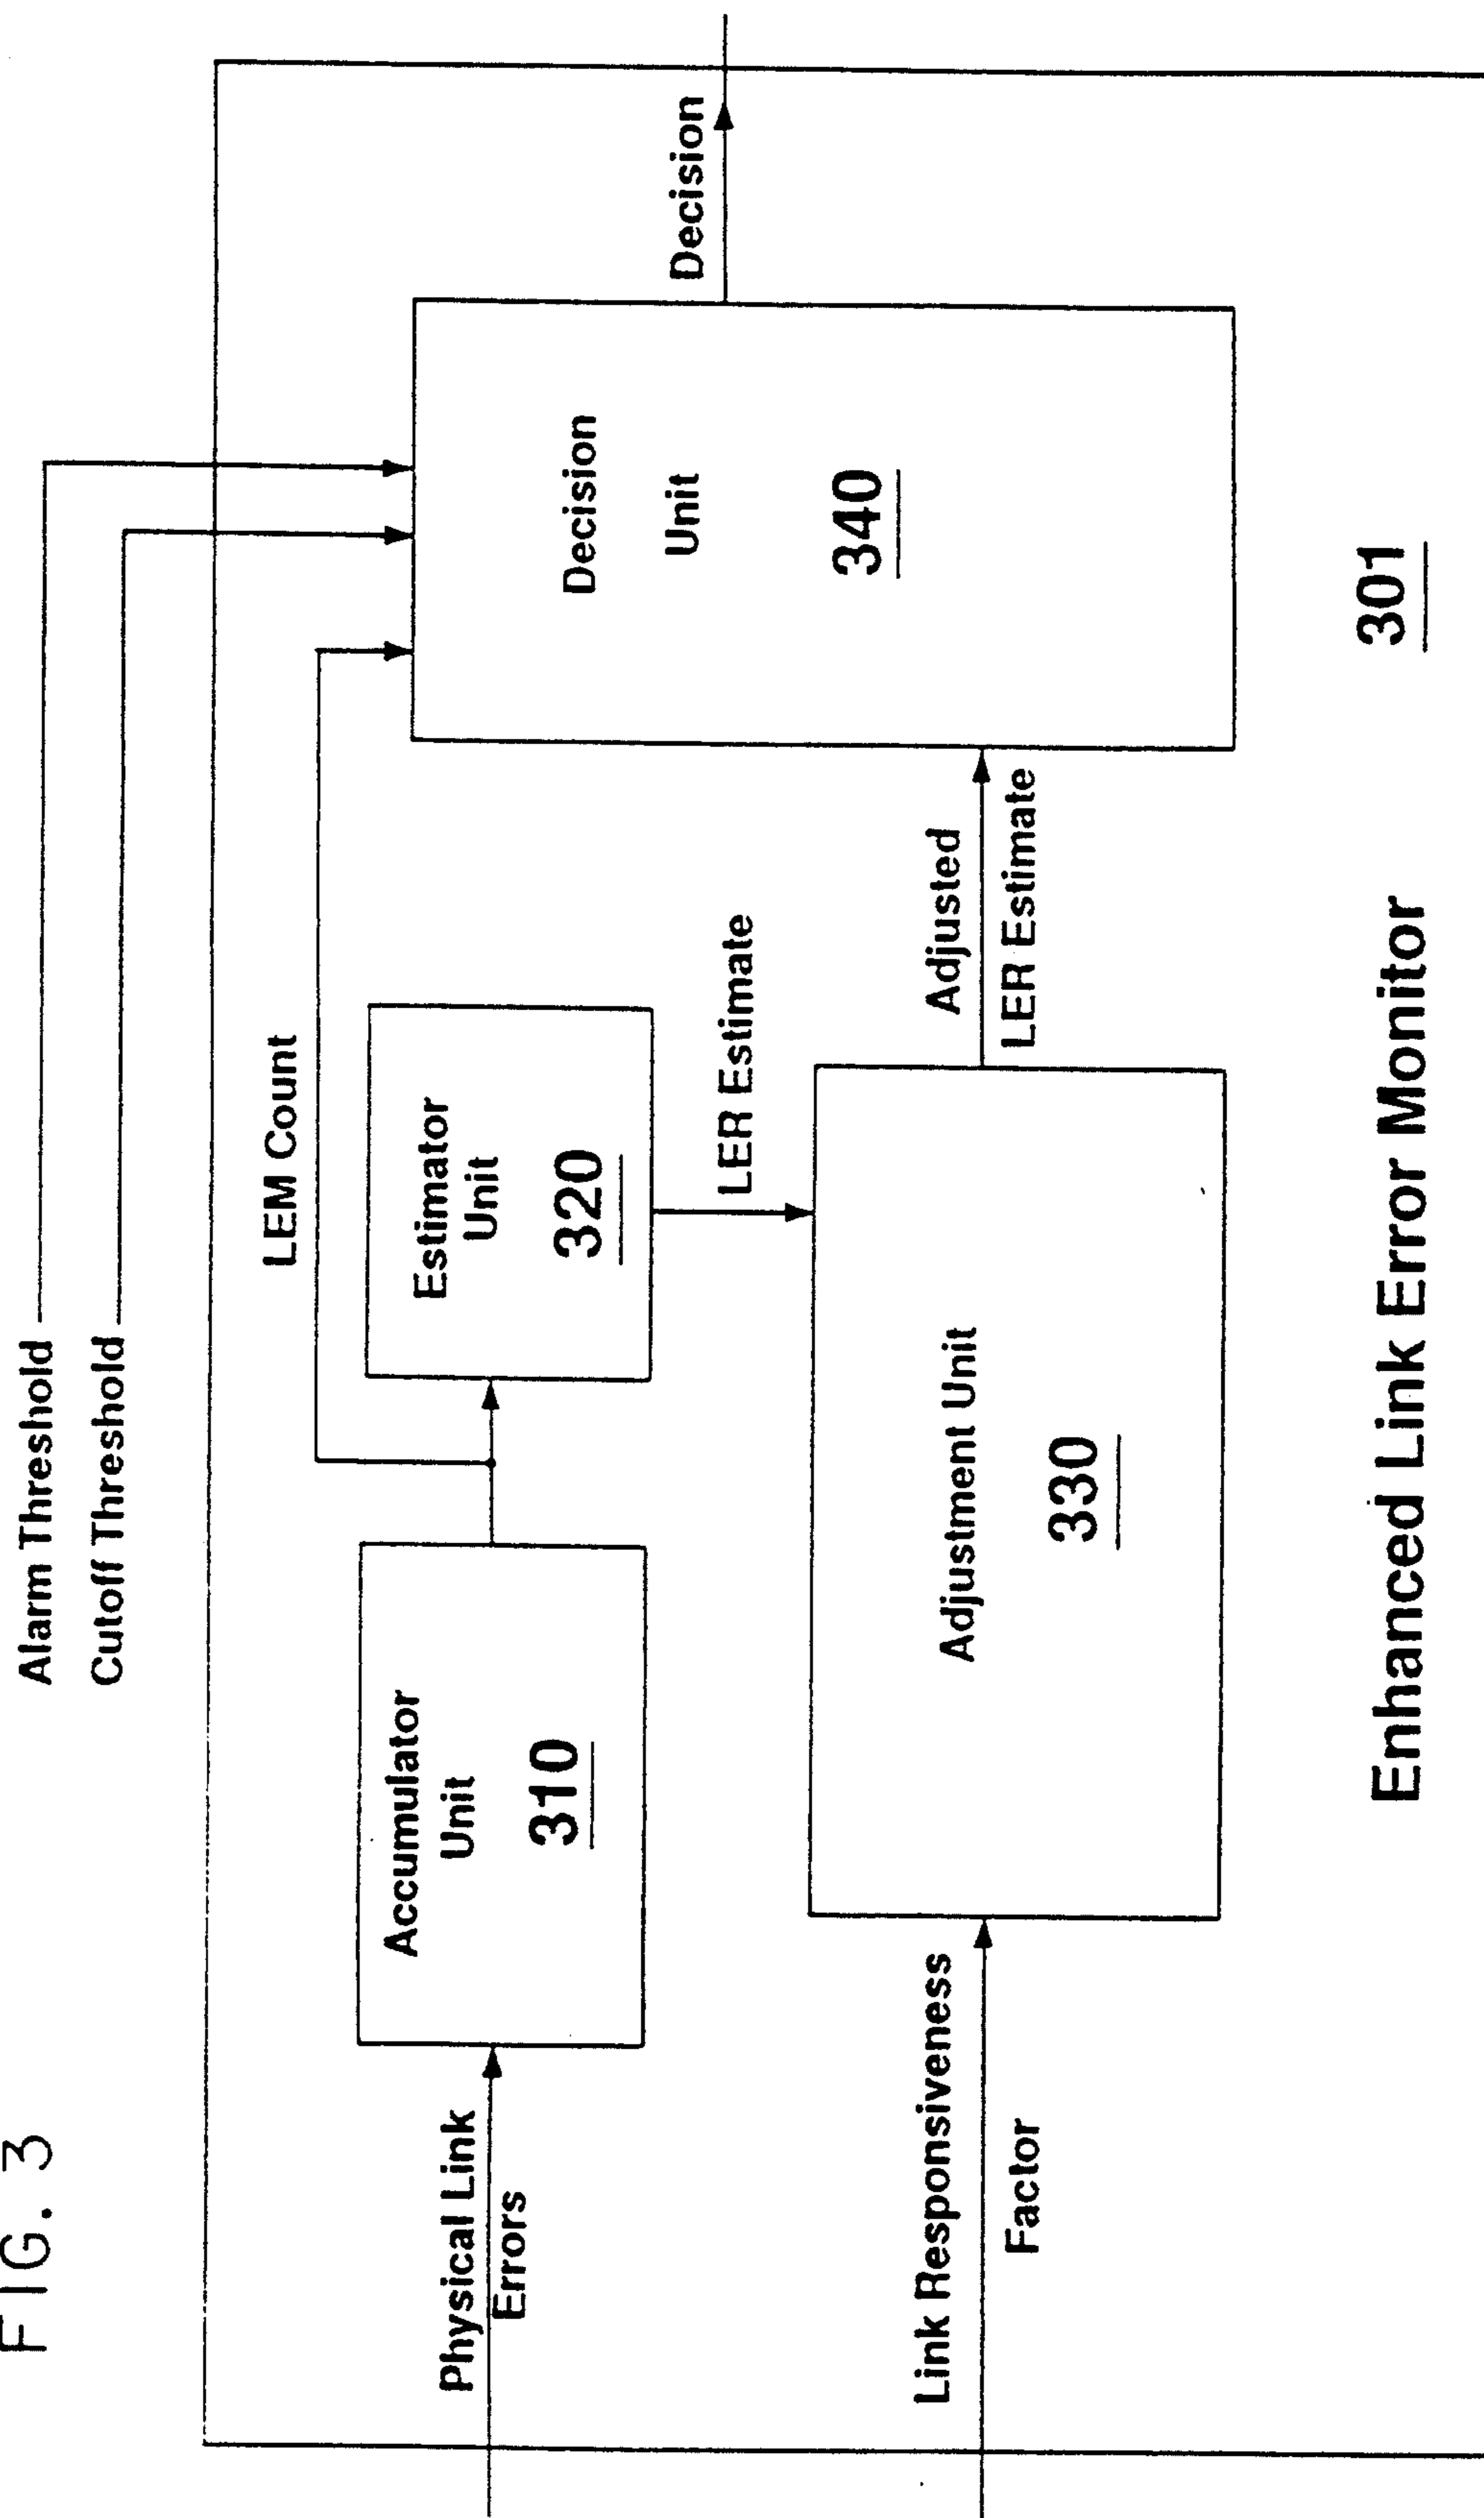 FIG. 3
Alarm Threshold
Cutoff Threshold
LEM Count
Physical Link
Errors
Accumulator
Unit
310
Estimator
Unit
320
LER Estimate
Decision
Unit
340
Decision
Link Responsiveness
Factor
Adjustment Unit
330
Adjusted
LER Estimate
Enhanced Link Error Monitor
301